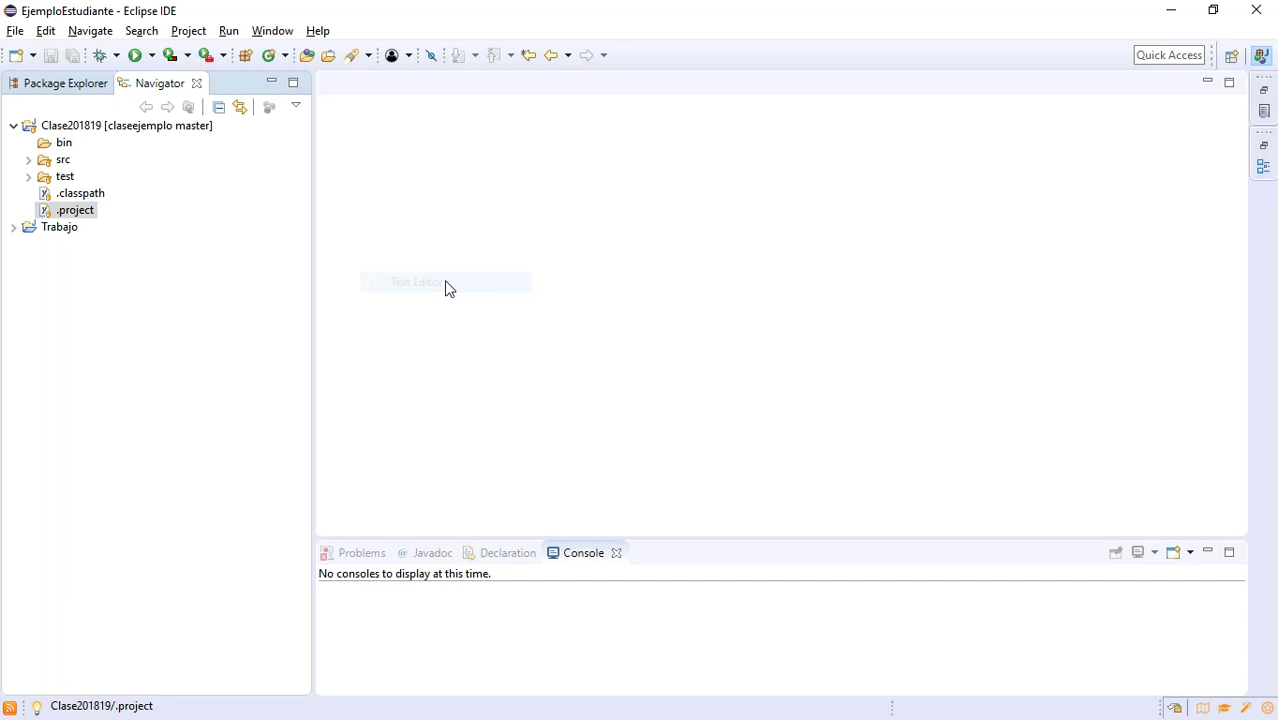 EjemploEstudiante - Eclipse IDE
File Edit Navigate Search Project Run Window Help
Quick Access
Package Explorer Navigator
Clase201819 [claseejemplo master]
bin
src
test
.classpath
.project
Trabajo
Text Editor
Problems @ Javadoc Declaration Console
No consoles to display at this time.
Clase201819/.project